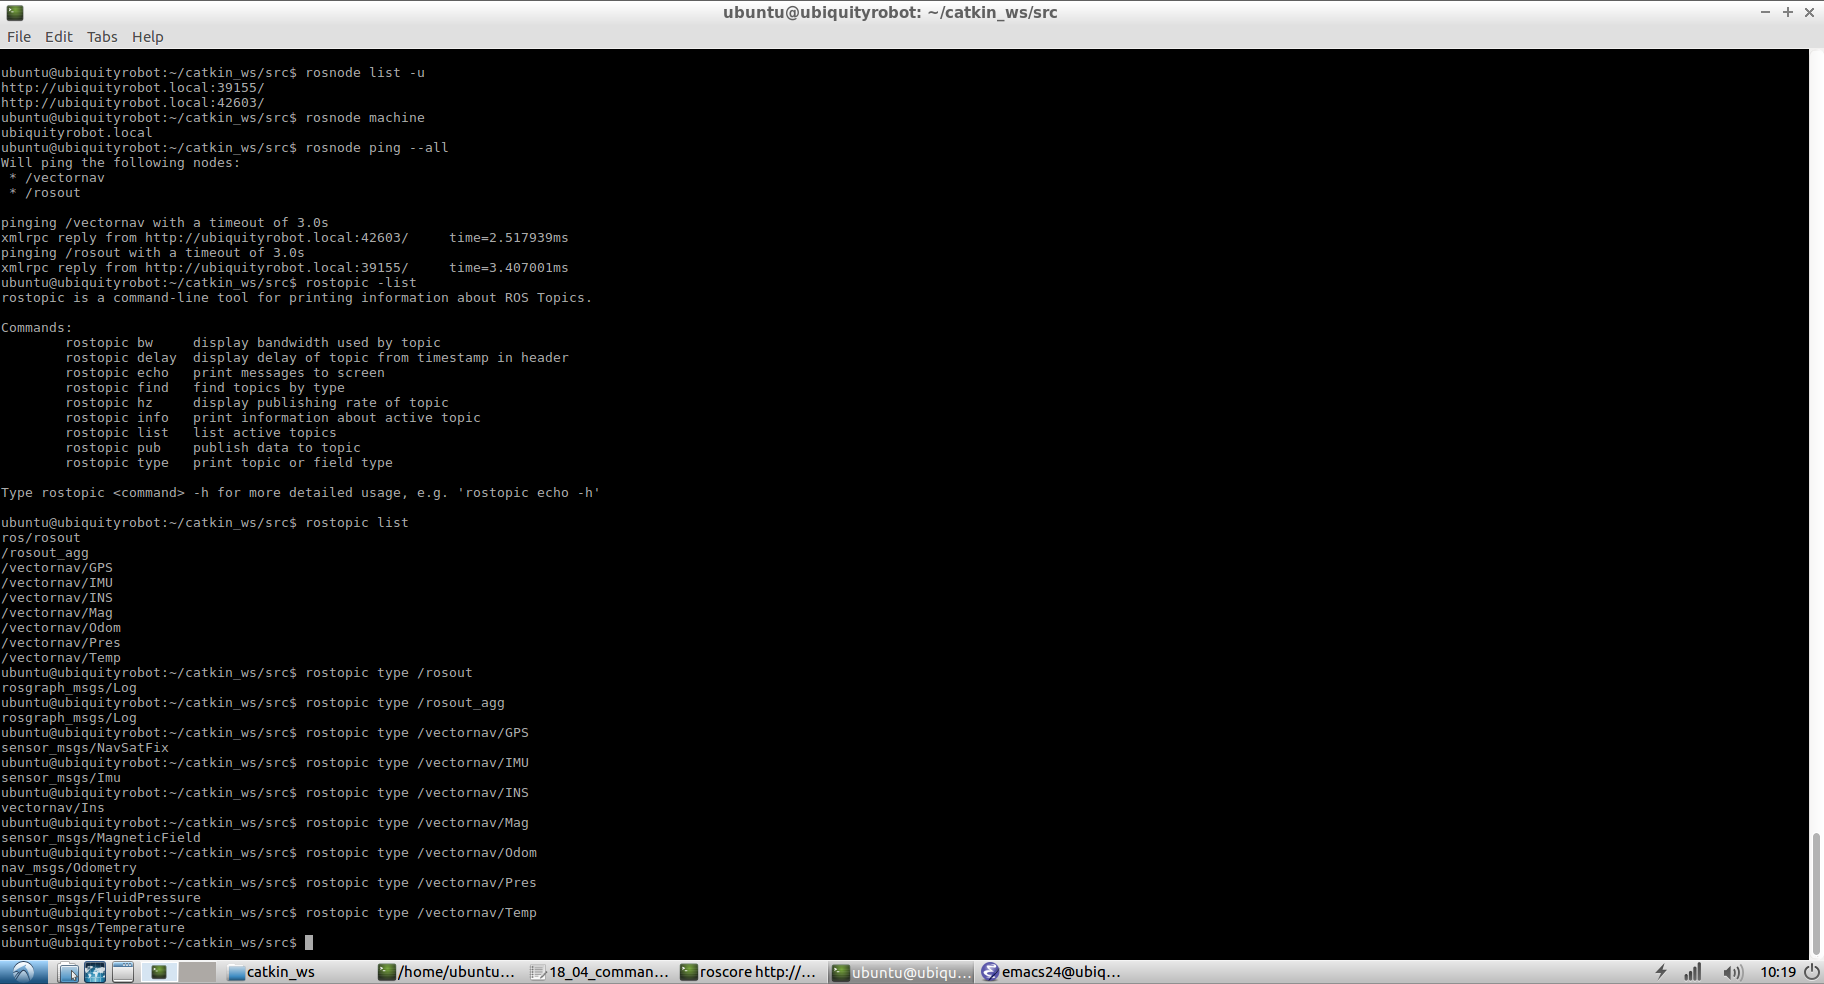 ubuntu@ubiquityrobot: ~/catkin_ws/src
File Edit Tabs Help
ubuntu@ubiquityrobot:~/catkin_ws/src$ rosnode list -u
http://ubiquityrobot.local:39155/
http://ubiquityrobot.local:42603/
ubuntu@ubiquityrobot:~/catkin_ws/src$ rosnode machine
ubiquityrobot.local
ubuntu@ubiquityrobot:~/catkin_ws/src$ rosnode ping --all
Will ping the following nodes:
 * /vectornav
 * /rosout
pinging /vectornav with a timeout of 3.0s
xmlrpc reply from http://ubiquityrobot.local:42603/     time=2.517939ms
pinging /rosout with a timeout of 3.0s
xmlrpc reply from http://ubiquityrobot.local:39155/     time=3.407001ms
ubuntu@ubiquityrobot:~/catkin_ws/src$ rostopic -list
rostopic is a command-line tool for printing information about ROS Topics.
Commands:
        rostopic bw     display bandwidth used by topic
        rostopic delay  display delay of topic from timestamp in header
        rostopic echo   print messages to screen
        rostopic find   find topics by type
        rostopic hz     display publishing rate of topic
        rostopic info   print information about active topic
        rostopic list   list active topics
        rostopic pub    publish data to topic
        rostopic type   print topic or field type
Type rostopic <command> -h for more detailed usage, e.g. 'rostopic echo -h'
ubuntu@ubiquityrobot:~/catkin_ws/src$ rostopic list
ros/rosout
/rosout_agg
/vectornav/GPS
/vectornav/IMU
/vectornav/INS
/vectornav/Mag
/vectornav/Odom
/vectornav/Pres
/vectornav/Temp
ubuntu@ubiquityrobot:~/catkin_ws/src$ rostopic type /rosout
rosgraph_msgs/Log
ubuntu@ubiquityrobot:~/catkin_ws/src$ rostopic type /rosout_agg
rosgraph_msgs/Log
ubuntu@ubiquityrobot:~/catkin_ws/src$ rostopic type /vectornav/GPS
sensor_msgs/NavSatFix
ubuntu@ubiquityrobot:~/catkin_ws/src$ rostopic type /vectornav/IMU
sensor_msgs/Imu
ubuntu@ubiquityrobot:~/catkin_ws/src$ rostopic type /vectornav/INS
vectornav/Ins
ubuntu@ubiquityrobot:~/catkin_ws/src$ rostopic type /vectornav/Mag
sensor_msgs/MagneticField
ubuntu@ubiquityrobot:~/catkin_ws/src$ rostopic type /vectornav/Odom
nav_msgs/Odometry
ubuntu@ubiquityrobot:~/catkin_ws/src$ rostopic type /vectornav/Pres
sensor_msgs/FluidPressure
ubuntu@ubiquityrobot:~/catkin_ws/src$ rostopic type /vectornav/Temp
sensor_msgs/Temperature
ubuntu@ubiquityrobot:~/catkin_ws/src$
catkin_ws /home/ubuntu... 18_04_comman... roscore http://... ubuntu@ubiqu... emacs24@ubiq... 10:19